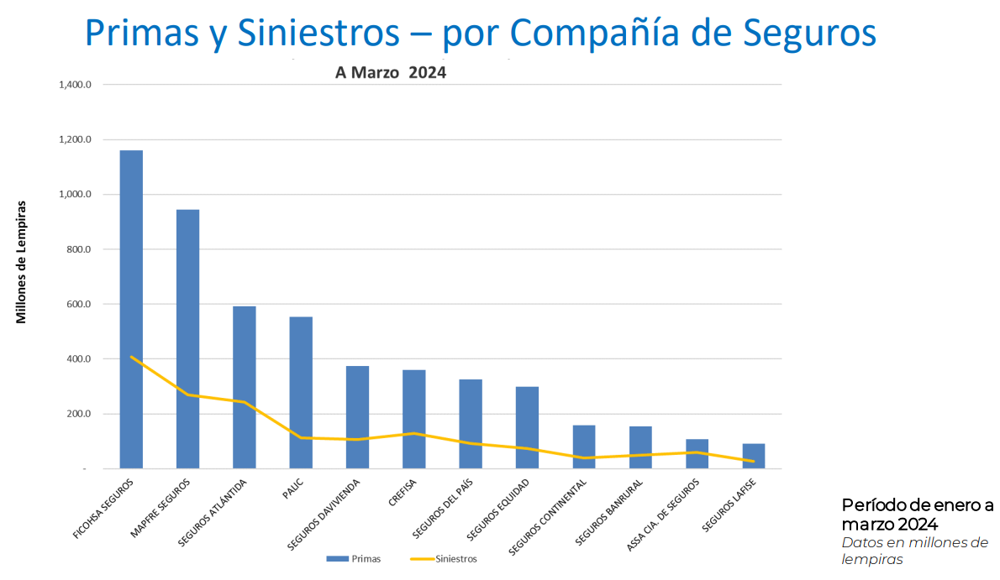 Primas y Siniestros – por Compañía de Seguros
A Marzo 2024
1,400.0
1,200.0
1,000.0
800.0
600.0
400.0
200.0
-
Millones de Lempiras
FICOHSA SEGUROS
MAPFRE SEGUROS
SEGUROS ATLÁNTIDA
PALIC
SEGUROS DAVIVIENDA
CREFISA
SEGUROS DEL PAÍS
SEGUROS EQUIDAD
SEGUROS CONTINENTAL
SEGUROS BANRURAL
ASSA CIA. DE SEGUROS
SEGUROS LAFISE
Primas
Siniestros
Período de enero a
marzo 2024
Datos en millones de
lempiras